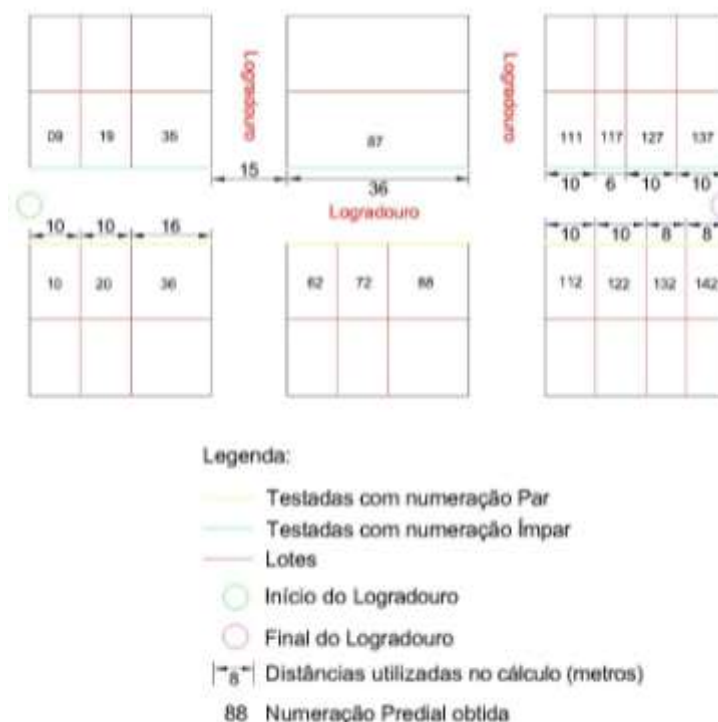 Logradouro
Logradouro
09 19 35
87
111 117 127 137
15
36
10 6 10 10
Logradouro
10 10 16
10 10 8 8
10 20 36
62 72 88
112 122 132 142
Legenda:
Testadas com numeração Par
Testadas com numeração Ímpar
Lotes
Início do Logradouro
Final do Logradouro
8 Distâncias utilizadas no cálculo (metros)
88 Numeração Predial obtida